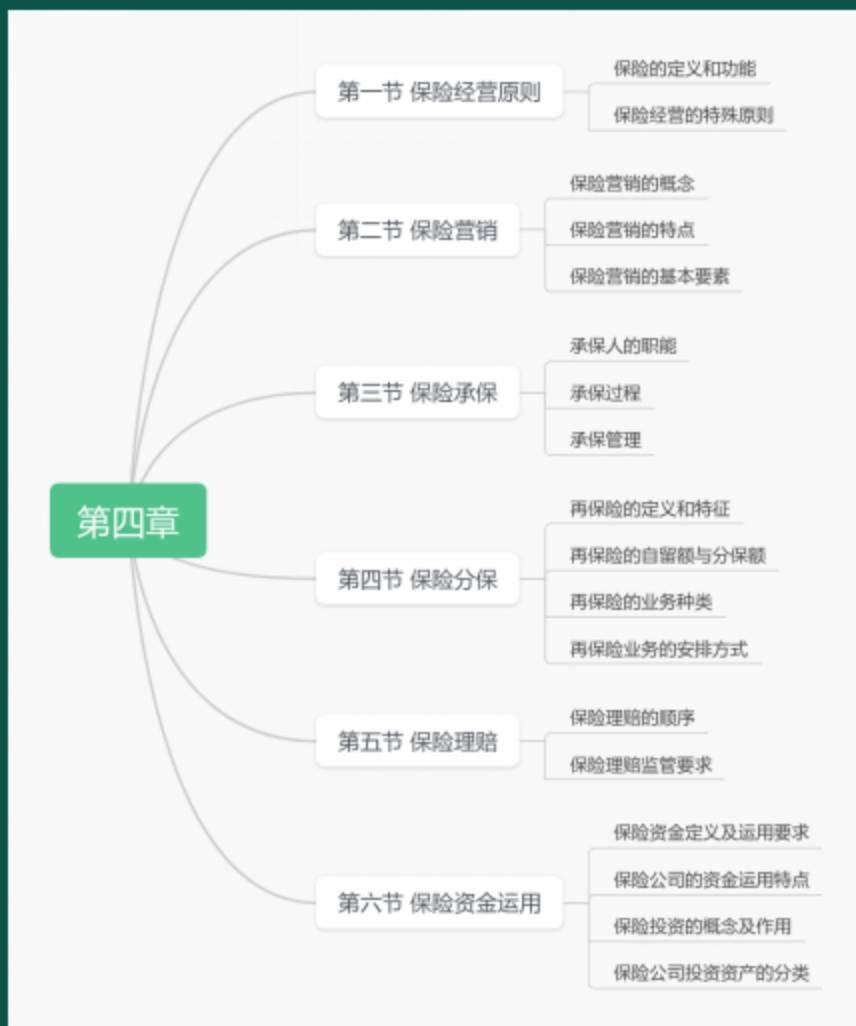 第四章
第一节 保险经营原则
保险的定义和功能
保险经营的特殊原则
第二节 保险营销
保险营销的概念
保险营销的特点
保险营销的基本要素
第三节 保险承保
承保人的职能
承保过程
承保管理
第四节 保险分保
再保险的定义和特征
再保险的自留额与分保额
再保险的业务种类
再保险业务的安排方式
第五节 保险理赔
保险理赔的顺序
保险理赔监管要求
第六节 保险资金运用
保险资金定义及运用要求
保险公司的资金运用特点
保险投资的概念及作用
保险公司投资资产的分类